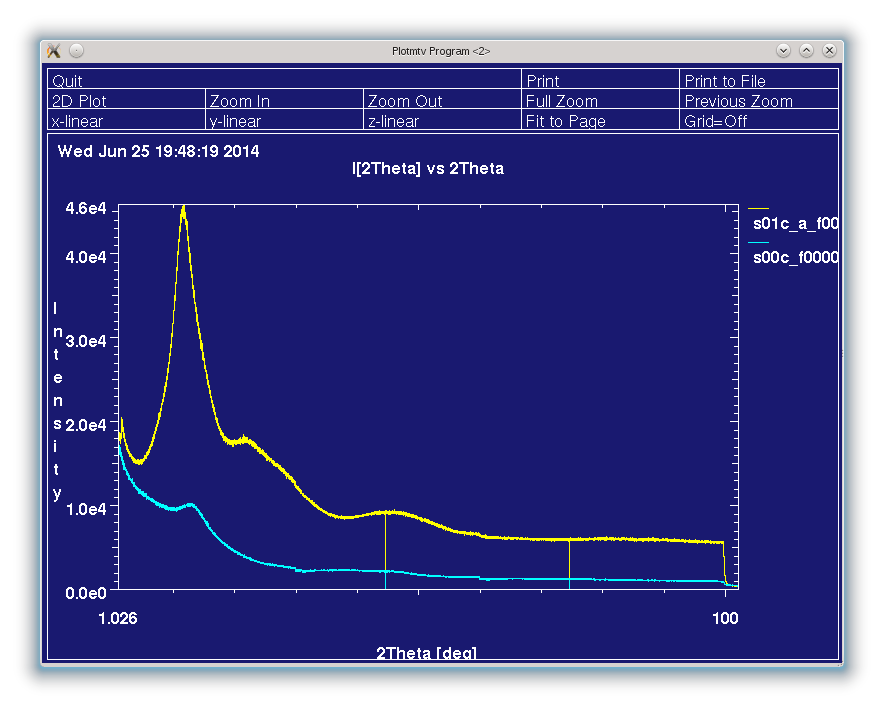 Plotmtv Program <2>
Quit Print Print to File
2D Plot Zoom In Zoom Out Full Zoom Previous Zoom
x-linear y-linear z-linear Fit to Page Grid=Off
Wed Jun 25 19:48:19 2014
I[2Theta] vs 2Theta
4.6e4
4.0e4
3.0e4
2.0e4
1.0e4
0.0e0
Intensity
s01c_a_f00
s00c_f0000
1.026 100
2Theta [deg]